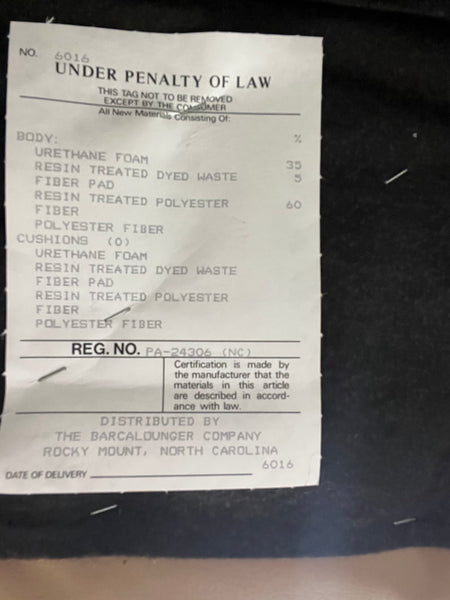 NO. 6016
UNDER PENALTY OF LAW
THIS TAG NOT TO BE REMOVED
EXCEPT BY THE CONSUMER
All New Materials Consisting Of:
BODY: %
URETHANE FOAM 35
RESIN TREATED DYED WASTE 5
FIBER PAD
RESIN TREATED POLYESTER 60
FIBER
POLYESTER FIBER
CUSHIONS (0)
URETHANE FOAM
RESIN TREATED DYED WASTE
FIBER PAD
RESIN TREATED POLYESTER
FIBER
POLYESTER FIBER
REG. NO. PA-24306 (NC)
Certification is made by
the manufacturer that the
materials in this article
are described in accord-
ance with law.
DISTRIBUTED BY
THE BARCALOUNGER COMPANY
ROCKY MOUNT, NORTH CAROLINA
6016
DATE OF DELIVERY